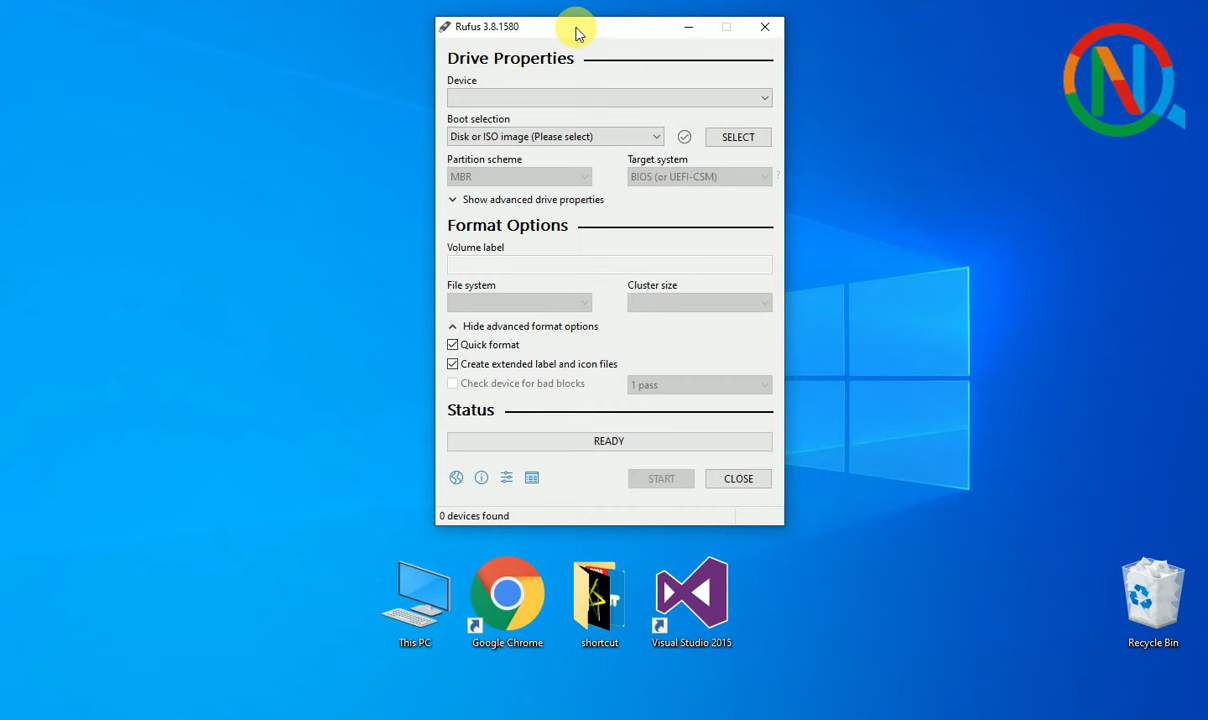 Rufus 3.8.1580
Drive Properties
Device
Boot selection
Disk or ISO image (Please select)
SELECT
Partition scheme
Target system
MBR
BIOS (or UEFI-CSM)
?
Show advanced drive properties
Format Options
Volume label
File system
Cluster size
Hide advanced format options
Quick format
Create extended label and icon files
Check device for bad blocks
1 pass
Status
READY
START
CLOSE
0 devices found
This PC
Google Chrome
shortcut
Visual Studio 2015
Recycle Bin